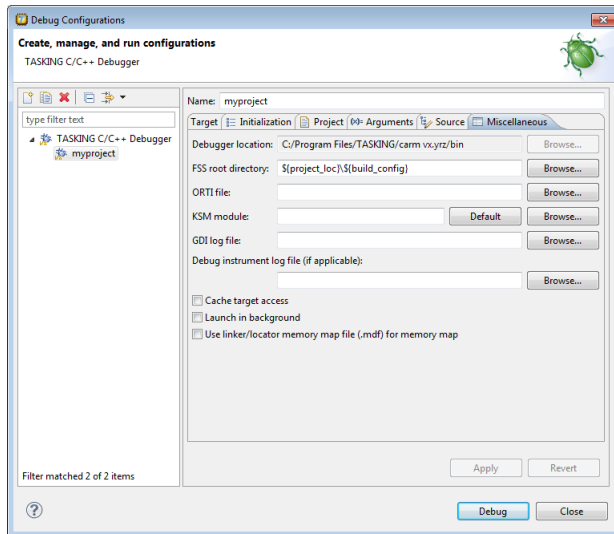 Debug Configurations
Create, manage, and run configurations
TASKING C/C++ Debugger
Name: myproject
type filter text
Target Initialization Project (x)= Arguments Source Miscellaneous
TASKING C/C++ Debugger
myproject
Debugger location: C:/Program Files/TASKING/carm vx.yrz/bin Browse...
FSS root directory: ${project_loc}\${build_config} Browse...
ORTI file: Browse...
KSM module: Default Browse...
GDI log file: Browse...
Debug instrument log file (if applicable):
Browse...
Cache target access
Launch in background
Use linker/locator memory map file (.mdf) for memory map
Filter matched 2 of 2 items
Apply Revert
? Debug Close